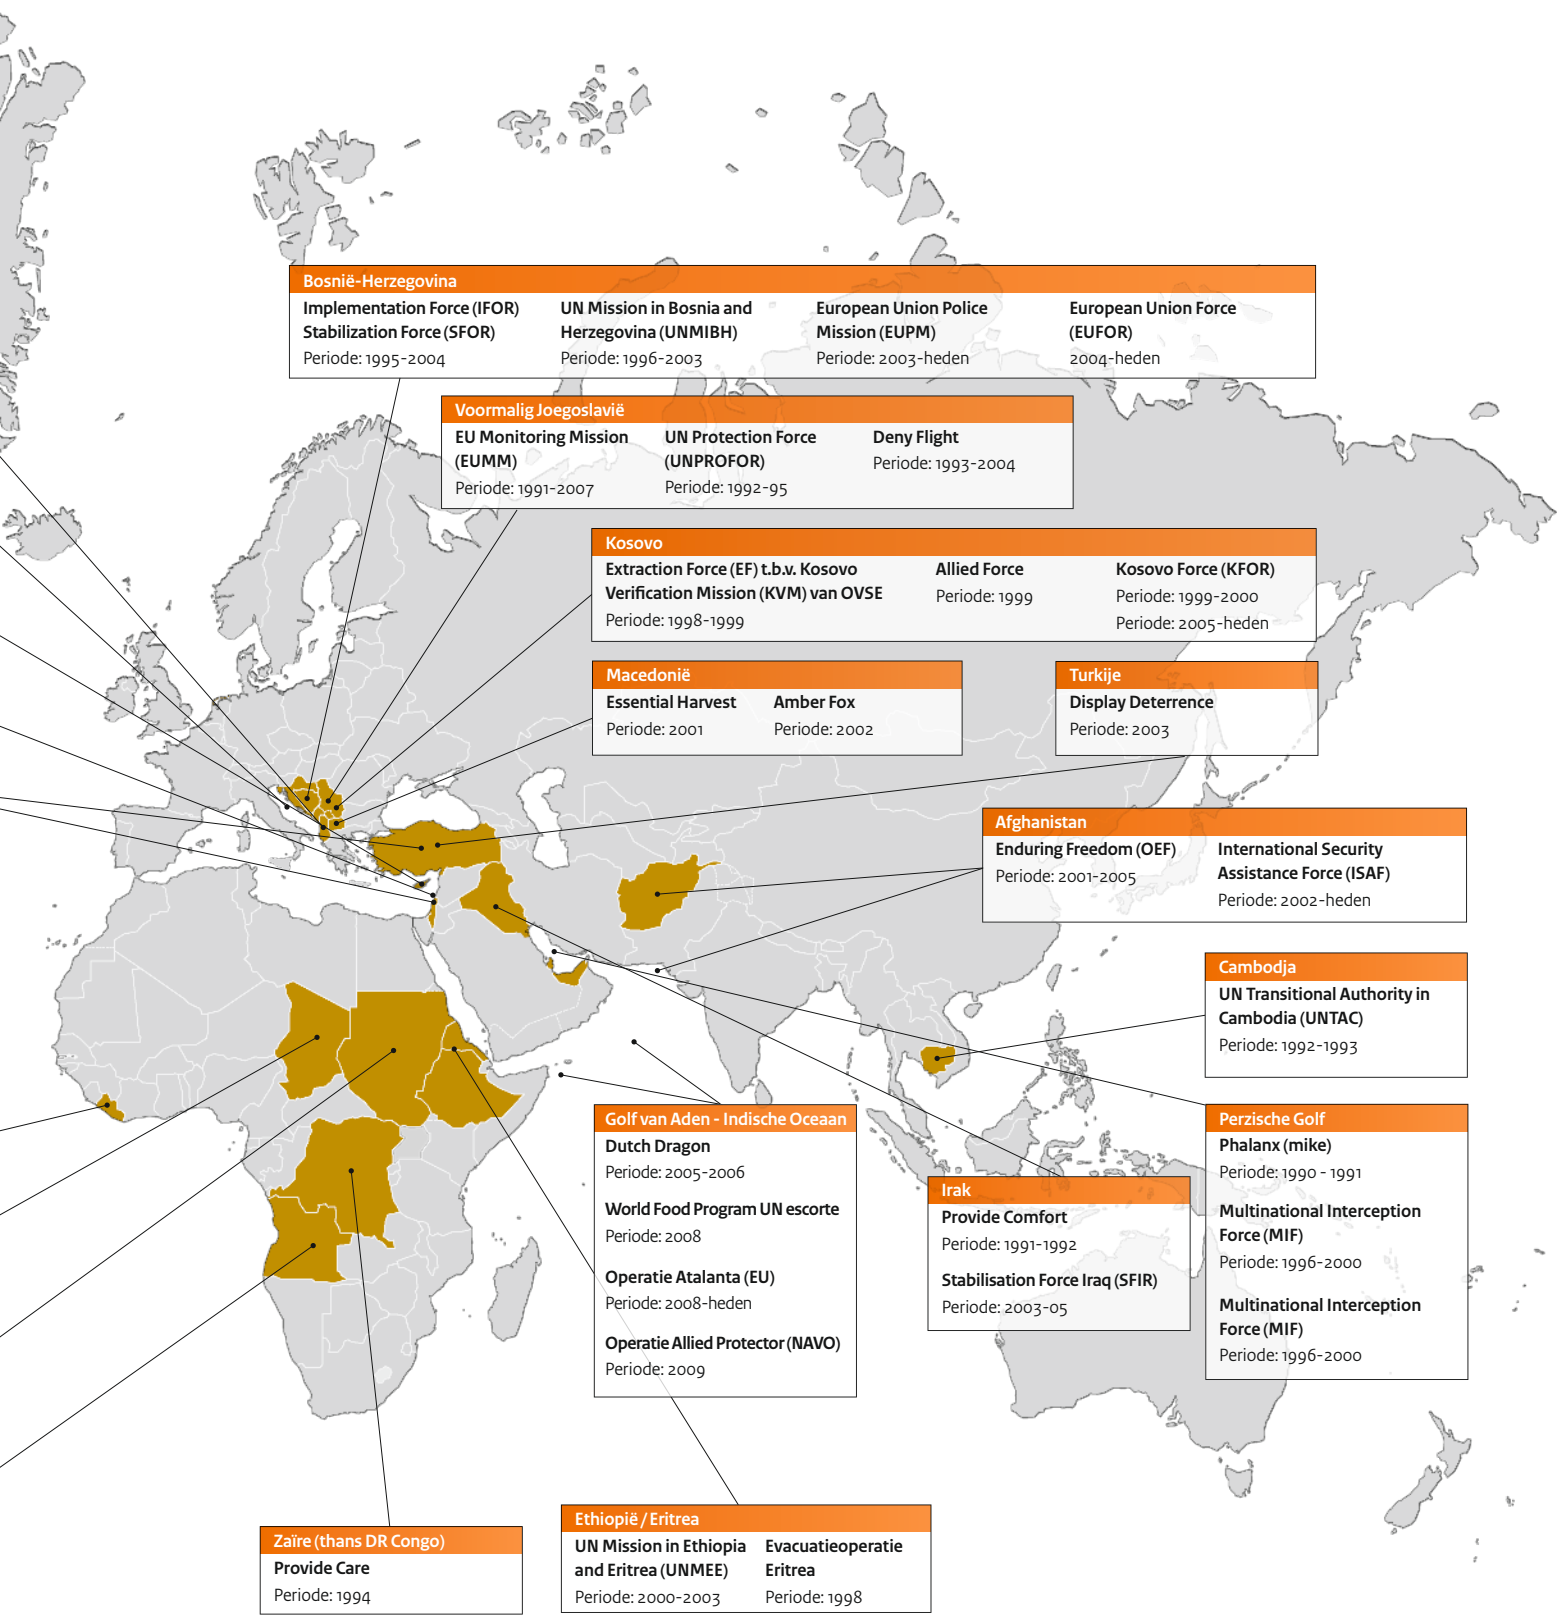 Bosnië-Herzegovina
Implementation Force (IFOR)
Stabilization Force (SFOR)
Periode: 1995-2004
UN Mission in Bosnia and
Herzegovina (UNMIBH)
Periode: 1996-2003
European Union Police
Mission (EUPM)
Periode: 2003-heden
European Union Force
(EUFOR)
2004-heden
Voormalig Joegoslavië
EU Monitoring Mission
(EUMM)
Periode: 1991-2007
UN Protection Force
(UNPROFOR)
Periode: 1992-95
Deny Flight
Periode: 1993-2004
Kosovo
Extraction Force (EF) t.b.v. Kosovo
Verification Mission (KVM) van OVSE
Periode: 1998-1999
Allied Force
Periode: 1999
Kosovo Force (KFOR)
Periode: 1999-2000
Periode: 2005-heden
Macedonië
Essential Harvest
Periode: 2001
Amber Fox
Periode: 2002
Turkije
Display Deterrence
Periode: 2003
Afghanistan
Enduring Freedom (OEF)
Periode: 2001-2005
International Security
Assistance Force (ISAF)
Periode: 2002-heden
Cambodja
UN Transitional Authority in
Cambodia (UNTAC)
Periode: 1992-1993
Golf van Aden - Indische Oceaan
Dutch Dragon
Periode: 2005-2006
World Food Program UN escorte
Periode: 2008
Operatie Atalanta (EU)
Periode: 2008-heden
Operatie Allied Protector (NAVO)
Periode: 2009
Perzische Golf
Phalanx (mike)
Periode: 1990 - 1991
Multinational Interception
Force (MIF)
Periode: 1996-2000
Multinational Interception
Force (MIF)
Periode: 1996-2000
Irak
Provide Comfort
Periode: 1991-1992
Stabilisation Force Iraq (SFIR)
Periode: 2003-05
Zaïre (thans DR Congo)
Provide Care
Periode: 1994
Ethiopië / Eritrea
UN Mission in Ethiopia
and Eritrea (UNMEE)
Periode: 2000-2003
Evacuatieoperatie
Eritrea
Periode: 1998